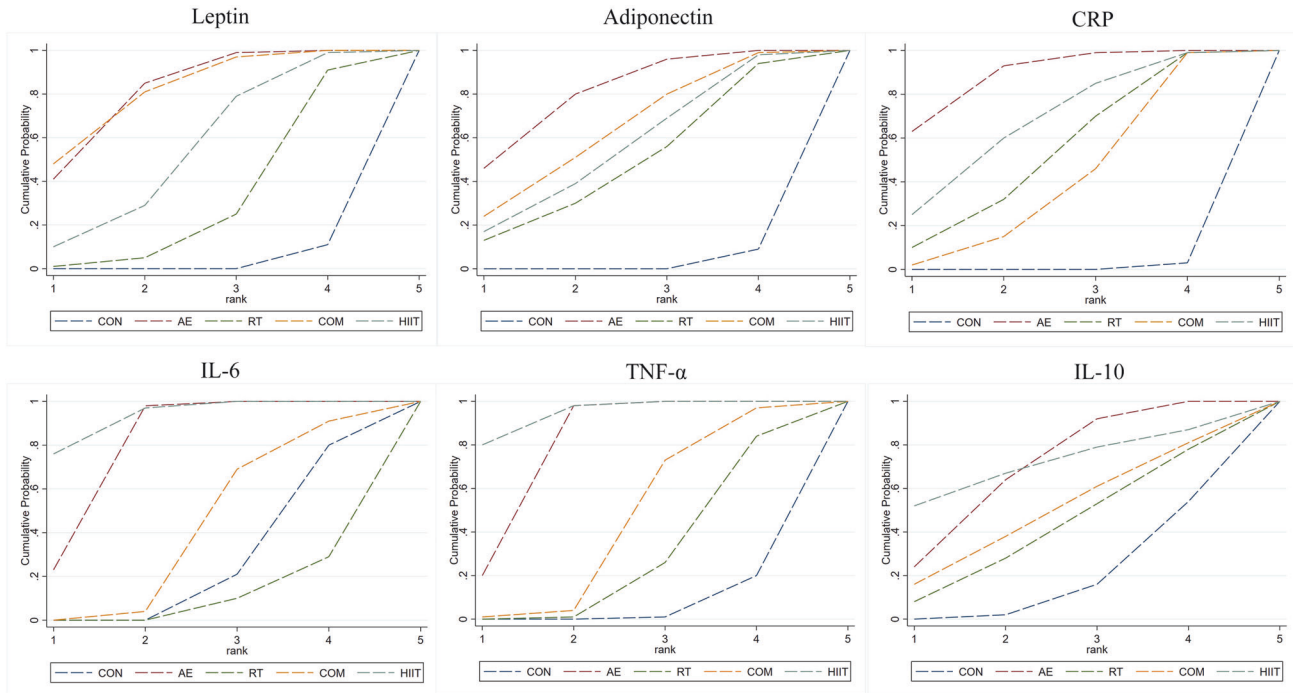 Leptin
Cumulative Probability
1
.8
.6
.4
.2
0
1 2 3 4 5
rank
CON AE RT COM HIIT
Adiponectin
Cumulative Probability
1
.8
.6
.4
.2
0
1 2 3 4 5
rank
CON AE RT COM HIIT
CRP
Cumulative Probability
1
.8
.6
.4
.2
0
1 2 3 4 5
rank
CON AE RT COM HIIT
IL-6
Cumulative Probability
1
.8
.6
.4
.2
0
1 2 3 4 5
rank
CON AE RT COM HIIT
TNF-α
Cumulative Probability
1
.8
.6
.4
.2
0
1 2 3 4 5
rank
CON AE RT COM HIIT
IL-10
Cumulative Probability
1
.8
.6
.4
.2
0
1 2 3 4 5
rank
CON AE RT COM HIIT